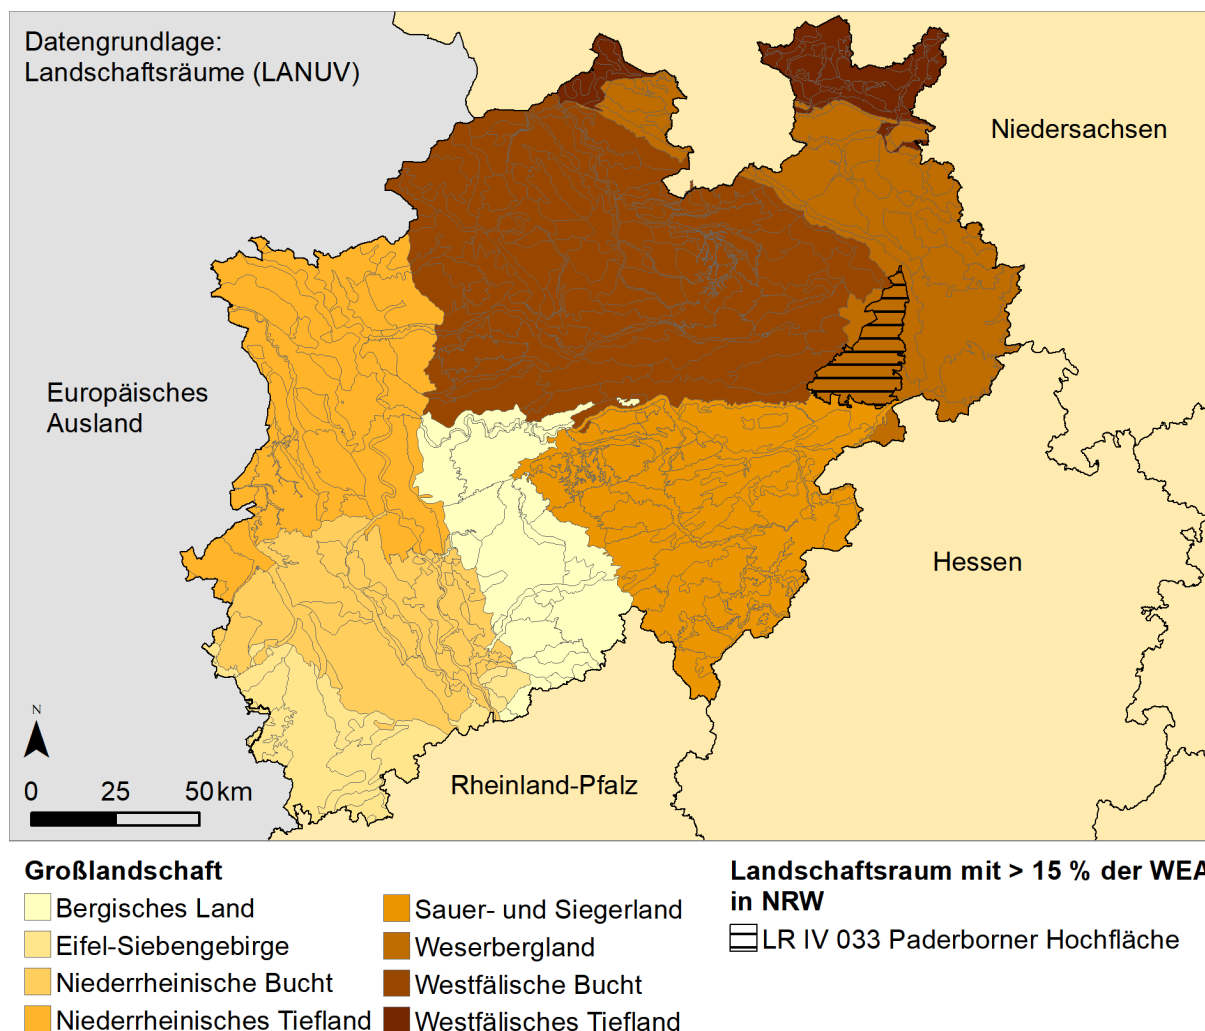 Datengrundlage:
Landschaftsräume (LANUV)
Niedersachsen
Europäisches
Ausland
Hessen
N
0 25 50 km
Rheinland-Pfalz
Großlandschaft
Bergisches Land
Eifel-Siebengebirge
Niederrheinische Bucht
Niederrheinisches Tiefland
Sauer- und Siegerland
Weserbergland
Westfälische Bucht
Westfälisches Tiefland
Landschaftsraum mit > 15 % der WEA
in NRW
LR IV 033 Paderborner Hochfläche